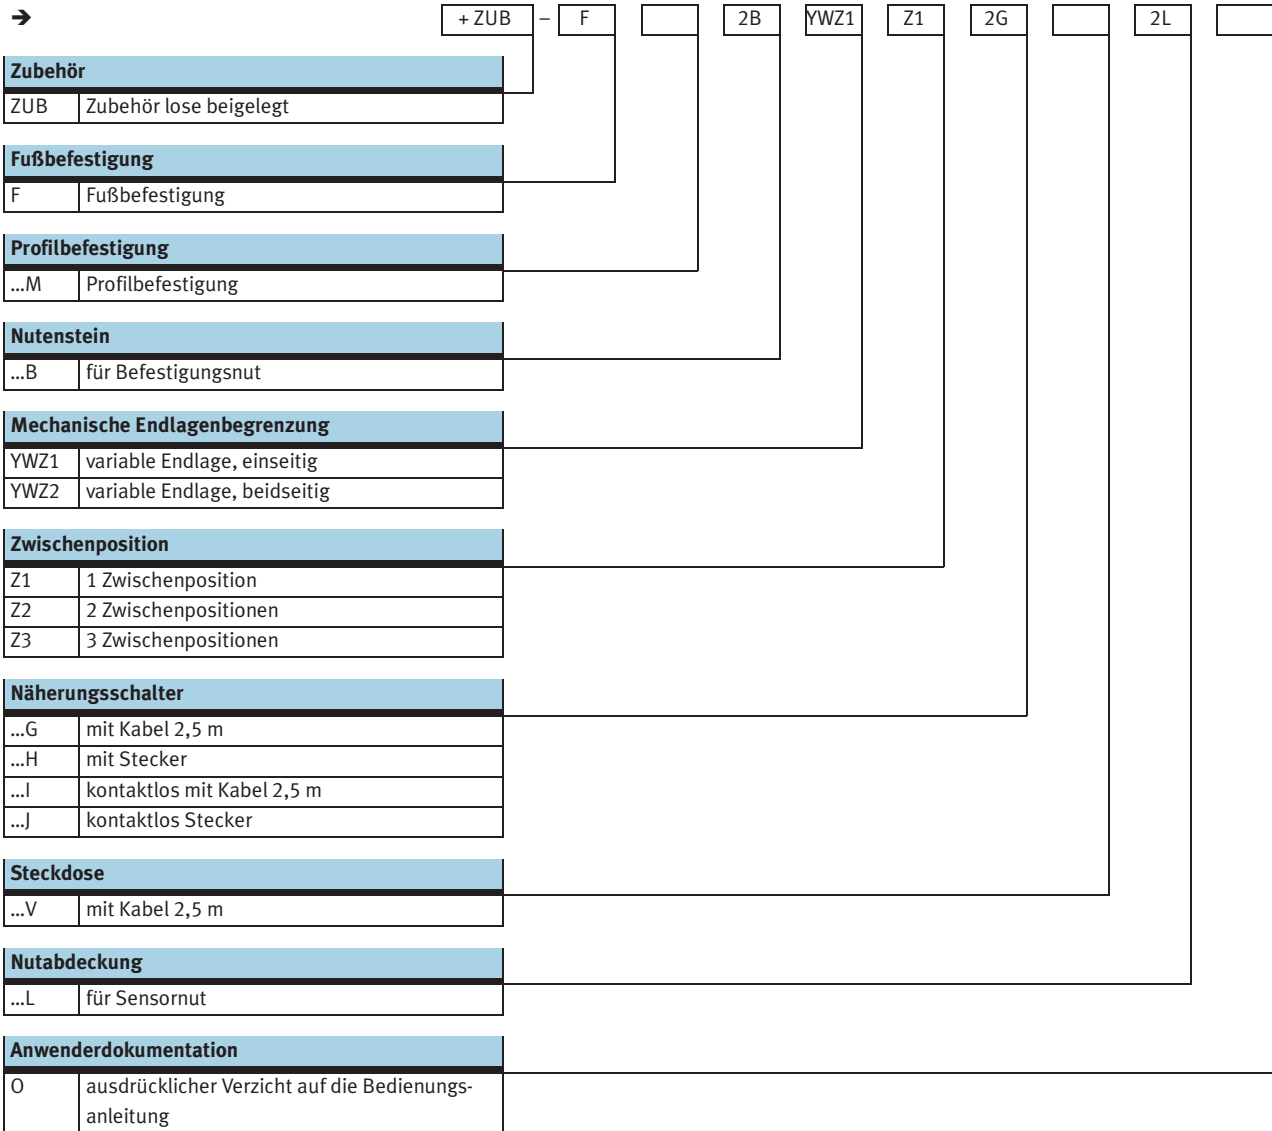 ➔ + ZUB – F 2B YWZ1 Z1 2G 2L
Zubehör
ZUB Zubehör lose beigelegt
Fußbefestigung
F Fußbefestigung
Profilbefestigung
...M Profilbefestigung
Nutenstein
...B für Befestigungsnut
Mechanische Endlagenbegrenzung
YWZ1 variable Endlage, einseitig
YWZ2 variable Endlage, beidseitig
Zwischenposition
Z1 1 Zwischenposition
Z2 2 Zwischenpositionen
Z3 3 Zwischenpositionen
Näherungsschalter
...G mit Kabel 2,5 m
...H mit Stecker
...I kontaktlos mit Kabel 2,5 m
...J kontaktlos Stecker
Steckdose
...V mit Kabel 2,5 m
Nutabdeckung
...L für Sensornut
Anwenderdokumentation
O ausdrücklicher Verzicht auf die Bedienungs-
anleitung